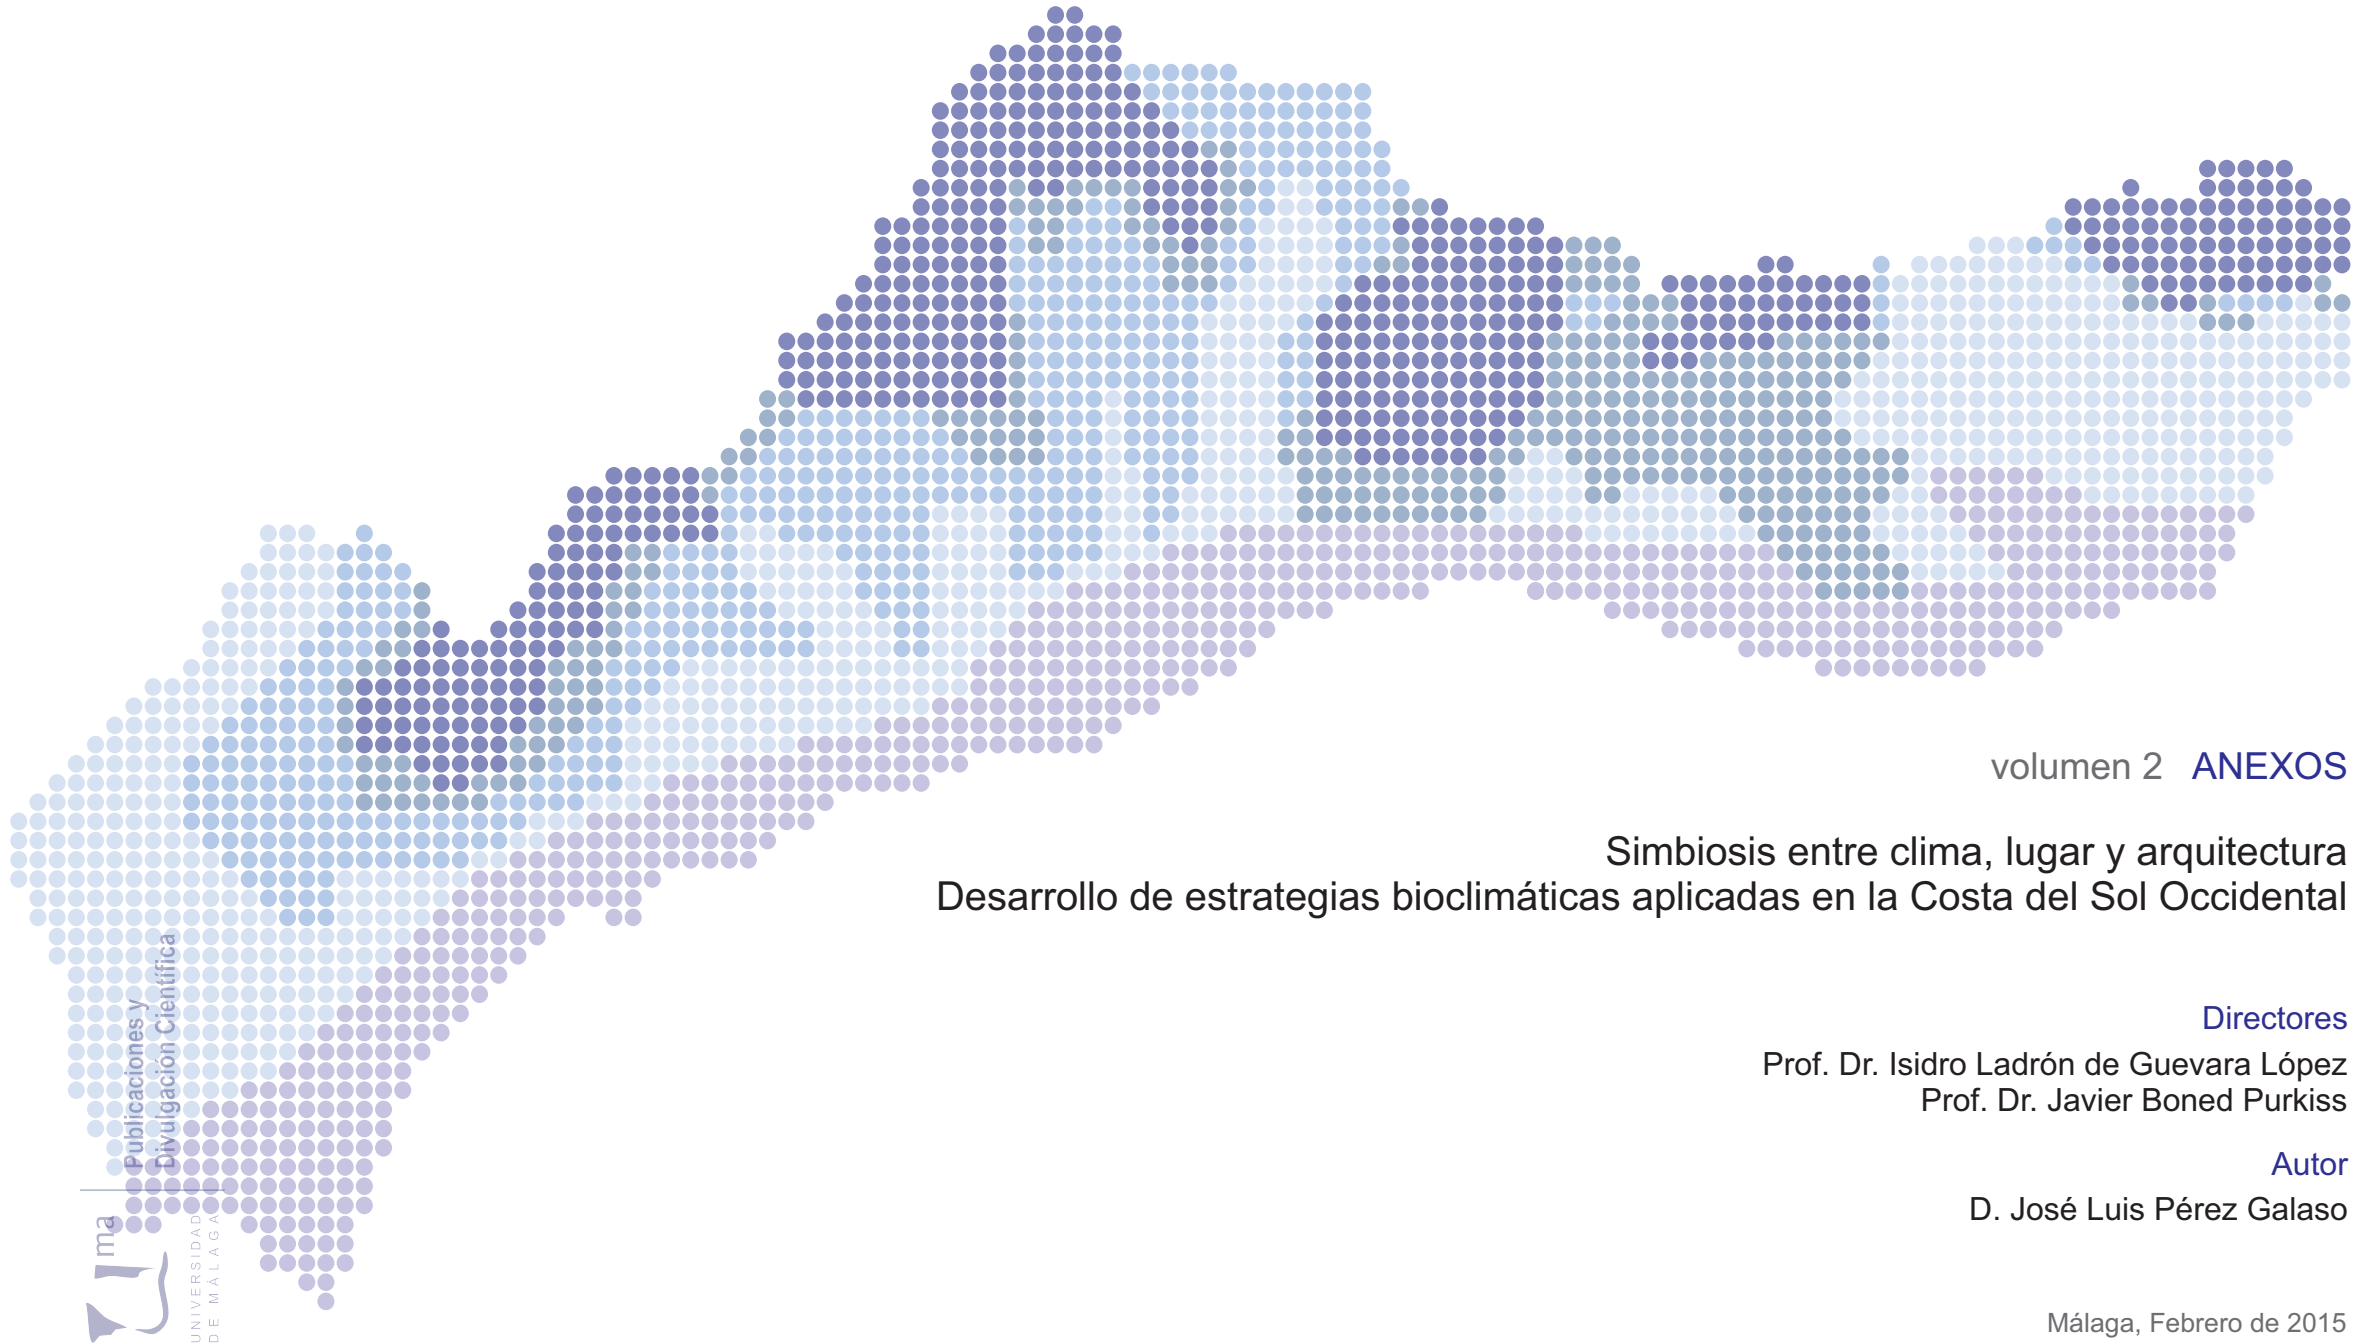 volumen 2 ANEXOS
Simbiosis entre clima, lugar y arquitectura
Desarrollo de estrategias bioclimáticas aplicadas en la Costa del Sol Occidental
Directores
Prof. Dr. Isidro Ladrón de Guevara López
Prof. Dr. Javier Boned Purkiss
Autor
D. José Luis Pérez Galaso
Málaga, Febrero de 2015
Publicaciones y
Divulgación Científica
uma
UNIVERSIDAD
DE MÁLAGA